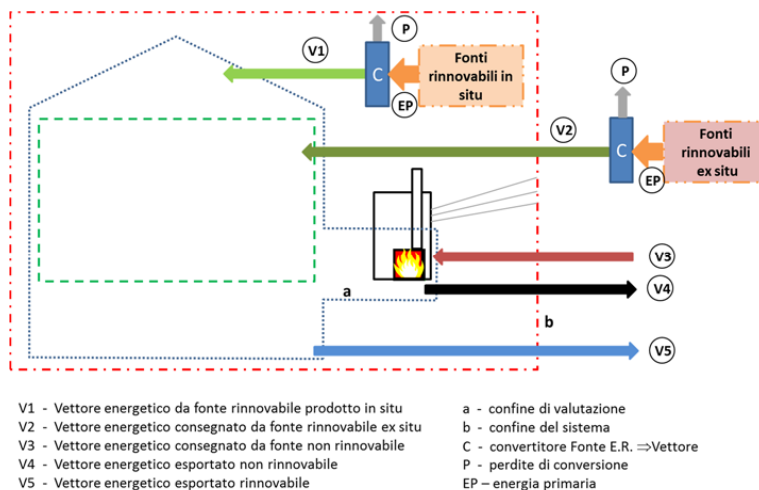 P
V1
Fonti
rinnovabili in
situ
C
EP
P
V2
Fonti
rinnovabili
ex situ
C
EP
V3
a
V4
b
V5
V1 - Vettore energetico da fonte rinnovabile prodotto in situ
V2 - Vettore energetico consegnato da fonte rinnovabile ex situ
V3 - Vettore energetico consegnato da fonte non rinnovabile
V4 - Vettore energetico esportato non rinnovabile
V5 - Vettore energetico esportato rinnovabile
a - confine di valutazione
b - confine del sistema
C - convertitore Fonte E.R. ⇒Vettore
P - perdite di conversione
EP – energia primaria